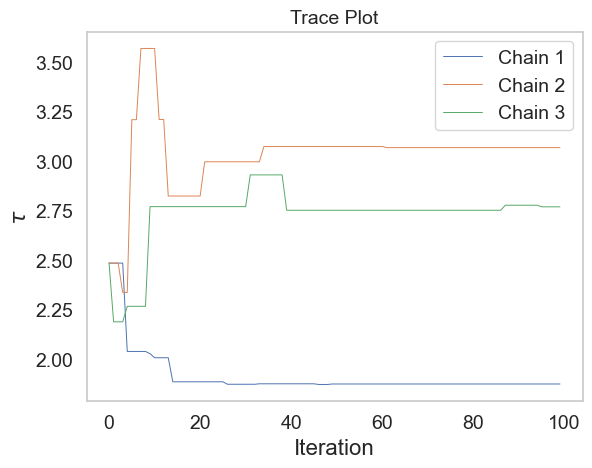 Trace Plot
Chain 1
Chain 2
Chain 3
3.50
3.25
3.00
2.75
2.50
2.25
2.00
τ
0 20 40 60 80 100
Iteration